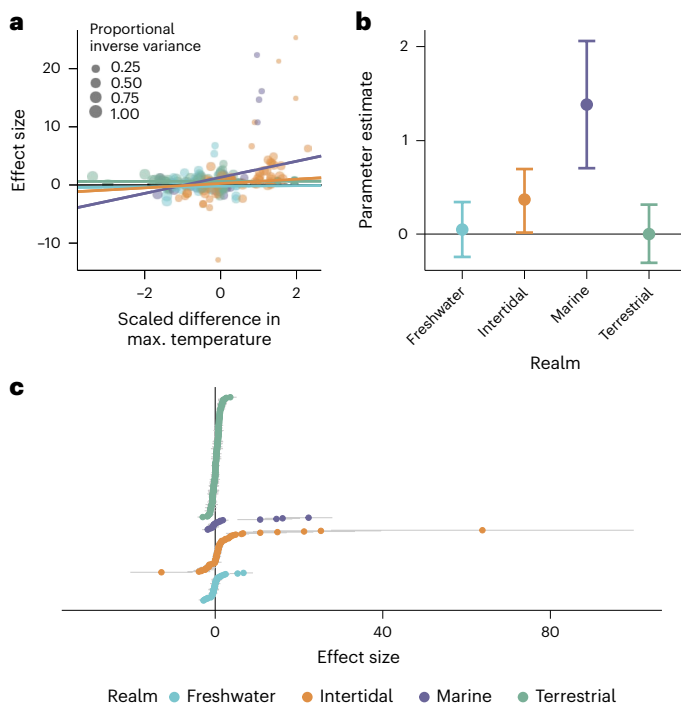 a
Proportional
inverse variance
0.25
0.50
0.75
1.00
20
10
0
−10
Effect size
−2
0
2
Scaled difference in
max. temperature
b
2
1
0
Parameter estimate
Freshwater
Intertidal
Marine
Terrestrial
Realm
c
0
40
80
Effect size
Realm Freshwater Intertidal Marine Terrestrial